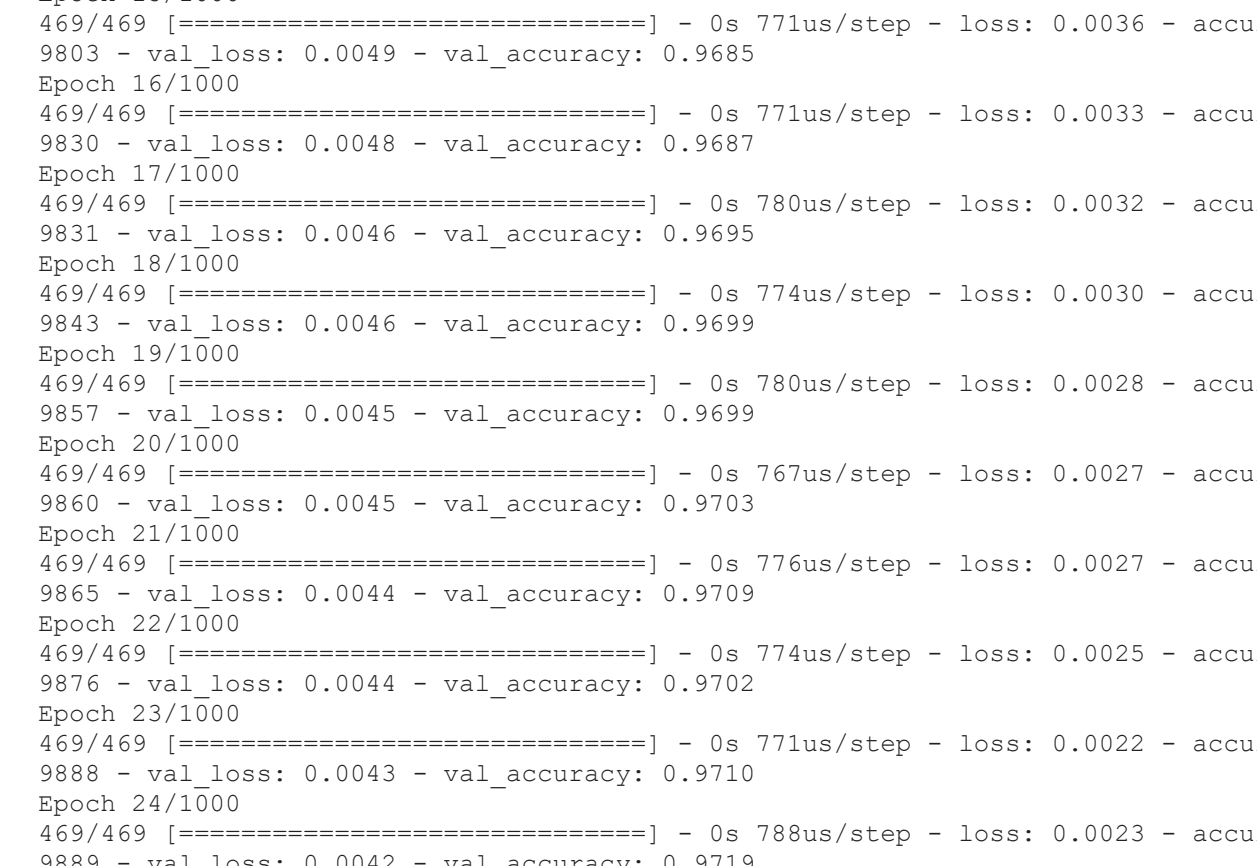 469/469 [==============================] - 0s 771us/step - loss: 0.0036 - accu
9803 - val_loss: 0.0049 - val_accuracy: 0.9685
Epoch 16/1000
469/469 [==============================] - 0s 771us/step - loss: 0.0033 - accu
9830 - val_loss: 0.0048 - val_accuracy: 0.9687
Epoch 17/1000
469/469 [==============================] - 0s 780us/step - loss: 0.0032 - accu
9831 - val_loss: 0.0046 - val_accuracy: 0.9695
Epoch 18/1000
469/469 [==============================] - 0s 774us/step - loss: 0.0030 - accu
9843 - val_loss: 0.0046 - val_accuracy: 0.9699
Epoch 19/1000
469/469 [==============================] - 0s 780us/step - loss: 0.0028 - accu
9857 - val_loss: 0.0045 - val_accuracy: 0.9699
Epoch 20/1000
469/469 [==============================] - 0s 767us/step - loss: 0.0027 - accu
9860 - val_loss: 0.0045 - val_accuracy: 0.9703
Epoch 21/1000
469/469 [==============================] - 0s 776us/step - loss: 0.0027 - accu
9865 - val_loss: 0.0044 - val_accuracy: 0.9709
Epoch 22/1000
469/469 [==============================] - 0s 774us/step - loss: 0.0025 - accu
9876 - val_loss: 0.0044 - val_accuracy: 0.9702
Epoch 23/1000
469/469 [==============================] - 0s 771us/step - loss: 0.0022 - accu
9888 - val_loss: 0.0043 - val_accuracy: 0.9710
Epoch 24/1000
469/469 [==============================] - 0s 788us/step - loss: 0.0023 - accu
9889 - val_loss: 0.0042 - val_accuracy: 0.9719